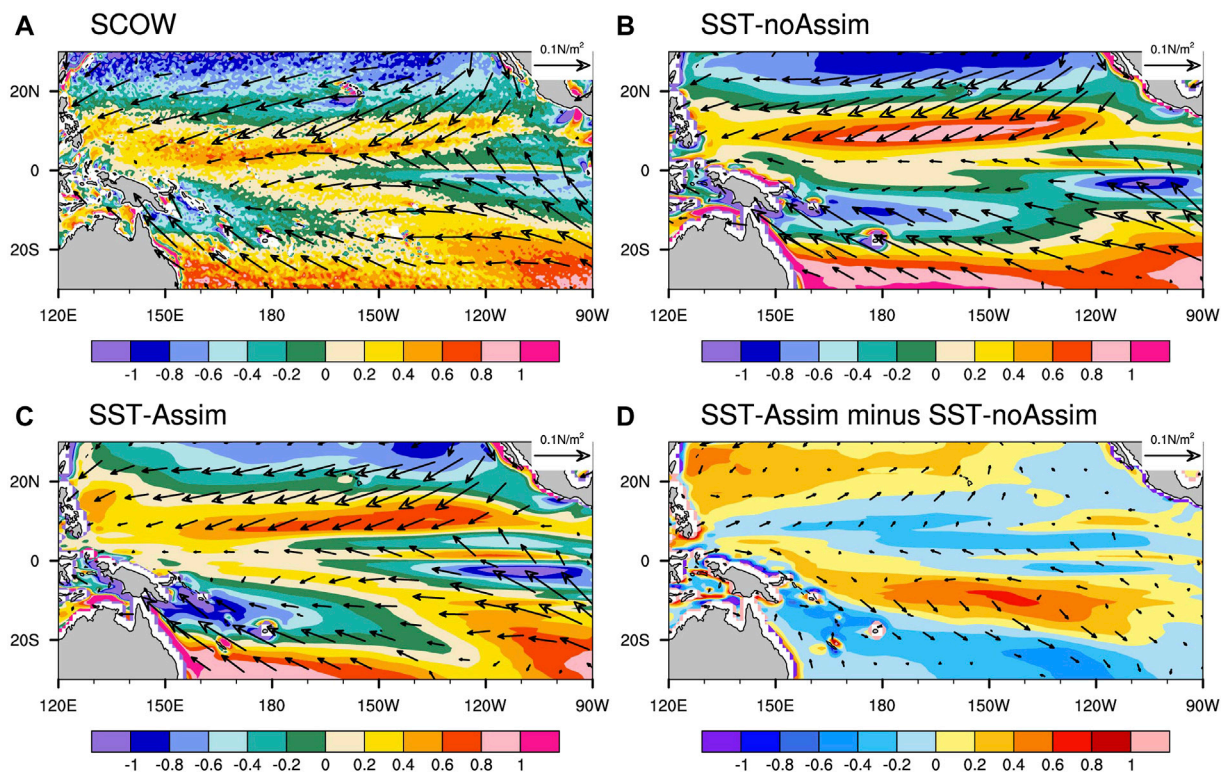 A SCOW
0.1N/m²
20N
0
20S
120E 150E 180 150W 120W 90W
-1 -0.8 -0.6 -0.4 -0.2 0 0.2 0.4 0.6 0.8 1
B SST-noAssim
0.1N/m²
20N
0
20S
120E 150E 180 150W 120W 90W
-1 -0.8 -0.6 -0.4 -0.2 0 0.2 0.4 0.6 0.8 1
C SST-Assim
0.1N/m²
20N
0
20S
120E 150E 180 150W 120W 90W
-1 -0.8 -0.6 -0.4 -0.2 0 0.2 0.4 0.6 0.8 1
D SST-Assim minus SST-noAssim
0.1N/m²
20N
0
20S
120E 150E 180 150W 120W 90W
-1 -0.8 -0.6 -0.4 -0.2 0 0.2 0.4 0.6 0.8 1